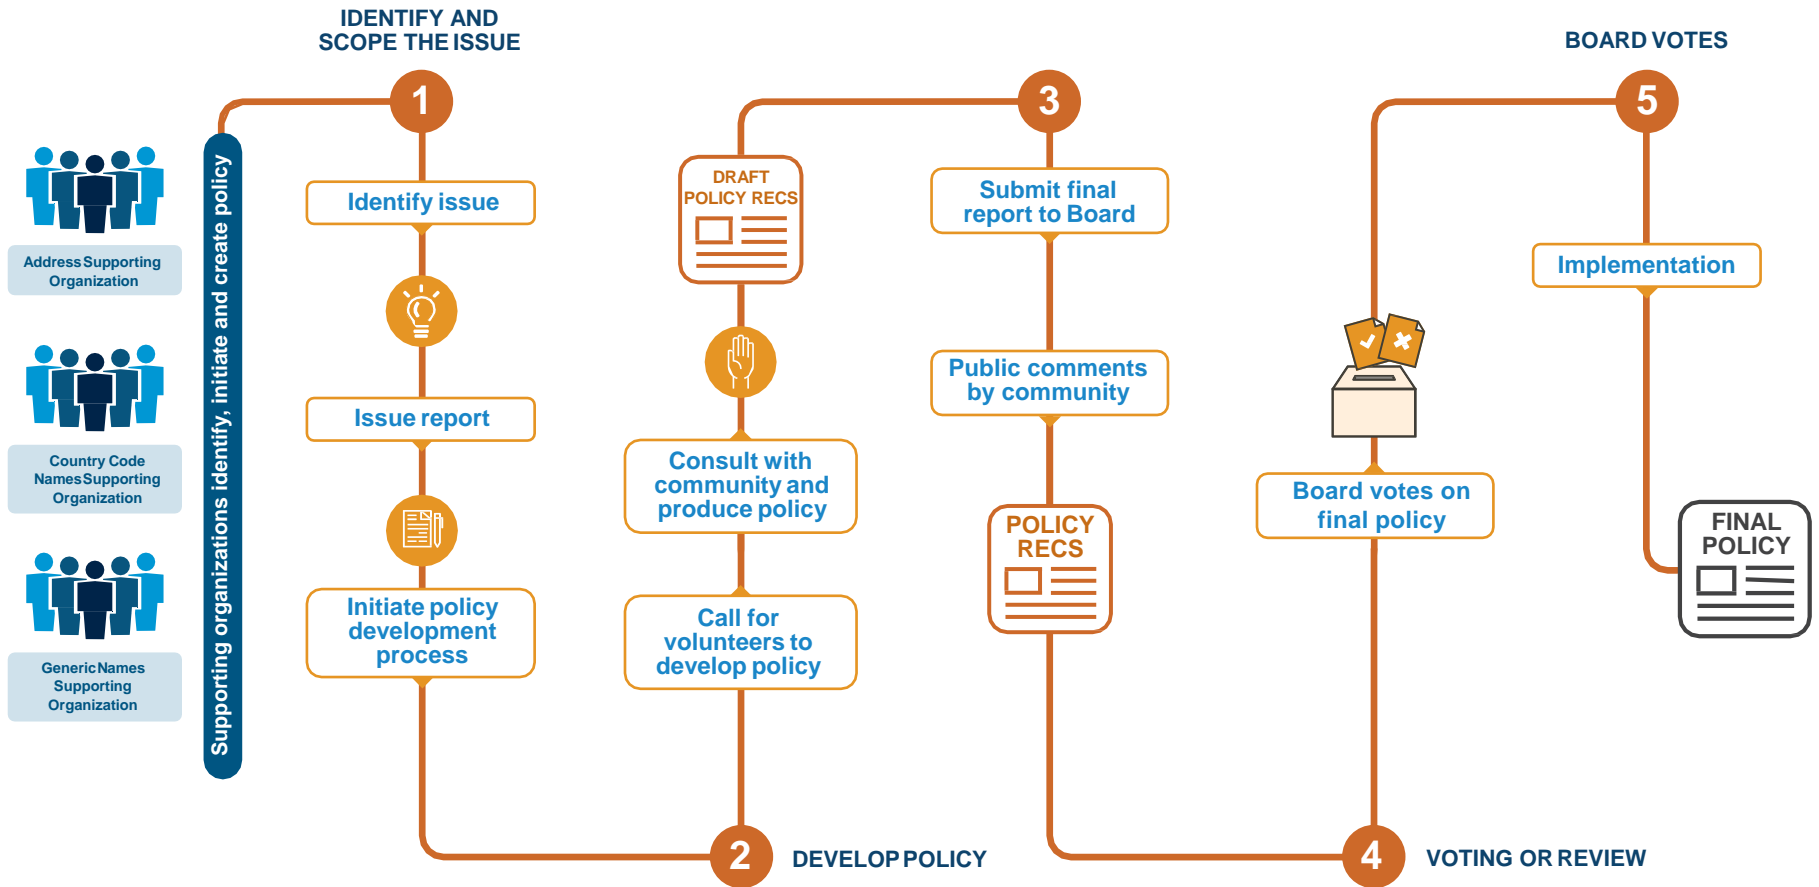 Address Supporting
Organization
Country Code
Names Supporting
Organization
Generic Names
Supporting
Organization
Supporting organizations identify, initiate and create policy
IDENTIFY AND
SCOPE THE ISSUE
1
Identify issue
Issue report
Initiate policy
development
process
2
DEVELOP POLICY
Call for
volunteers to
develop policy
Consult with
community and
produce policy
DRAFT
POLICY RECS
3
Submit final
report to Board
Public comments
by community
POLICY
RECS
4
VOTING OR REVIEW
Board votes on
final policy
BOARD VOTES
5
Implementation
FINAL
POLICY